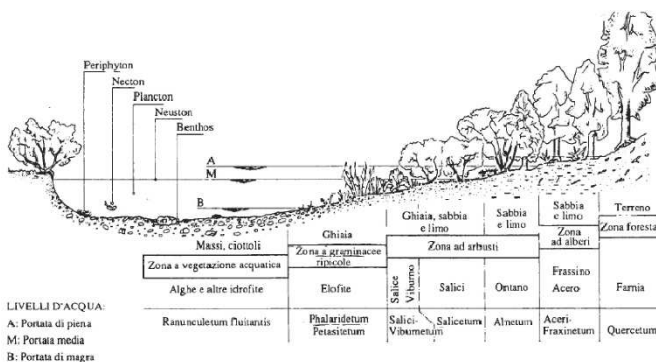 Periphyton
Necton
Plancton
Neuston
Benthos
A
M
B
Massi, ciottoli
Ghiaia
Ghiaia, sabbia
e limo
Sabbia
e limo
Sabbia
e limo
Terreno
Zona a vegetazione acquatica
Zona a graminacee
ripicole
Zona ad arbusti
Zona
ad alberi
Zona foresta
Alghe e altre idrofite
Elofite
Salice
Viburno
Salici
Ontano
Frassino
Acero
Farnia
Ranunculetum fluitantis
Phalaridetum
Petasitetum
Salici-
Viburnetum
Salicetum
Alnetum
Aceri-
Fraxinetum
Quercetum
LIVELLI D'ACQUA:
A: Portata di piena
M: Portata media
B: Portata di magra